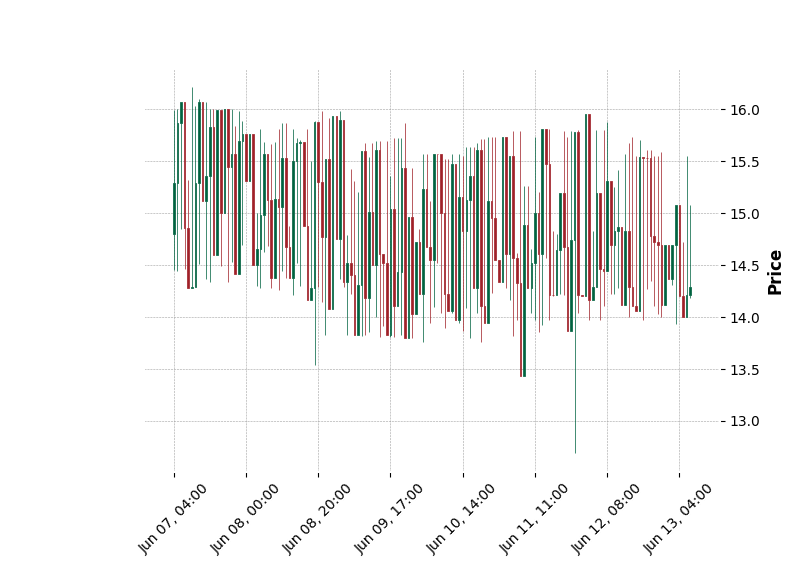 16.0
15.5
15.0
14.5
14.0
13.5
13.0
Price
Jun 07, 04:00
Jun 08, 00:00
Jun 08, 20:00
Jun 09, 17:00
Jun 10, 14:00
Jun 11, 11:00
Jun 12, 08:00
Jun 13, 04:00